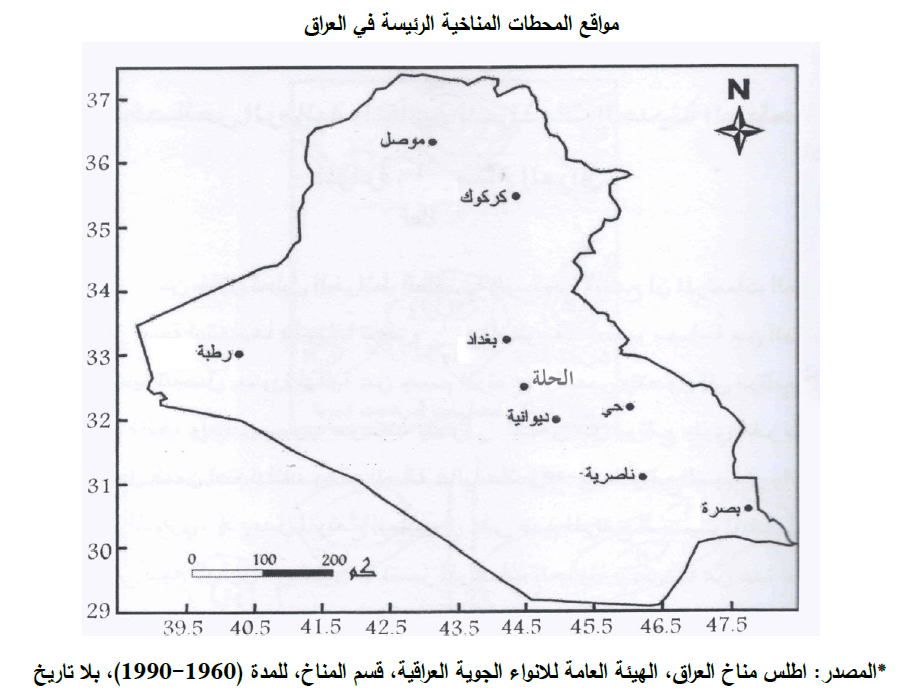 مواقع المحطات المناخية الرئيسة في العراق
N
37
موصل
36
كركوك
35
34
بغداد
33
رطبة
الحلة
حي
32
ديوانية
ناصرية
31
بصرة
30
0 100 200 كم
29
39.5 40.5 41.5 42.5 43.5 44.5 45.5 46.5 47.5
*المصدر: اطلس مناخ العراق، الهيئة العامة للانواء الجوية العراقية، قسم المناخ، للمدة (1960-1990)، بلا تاريخ